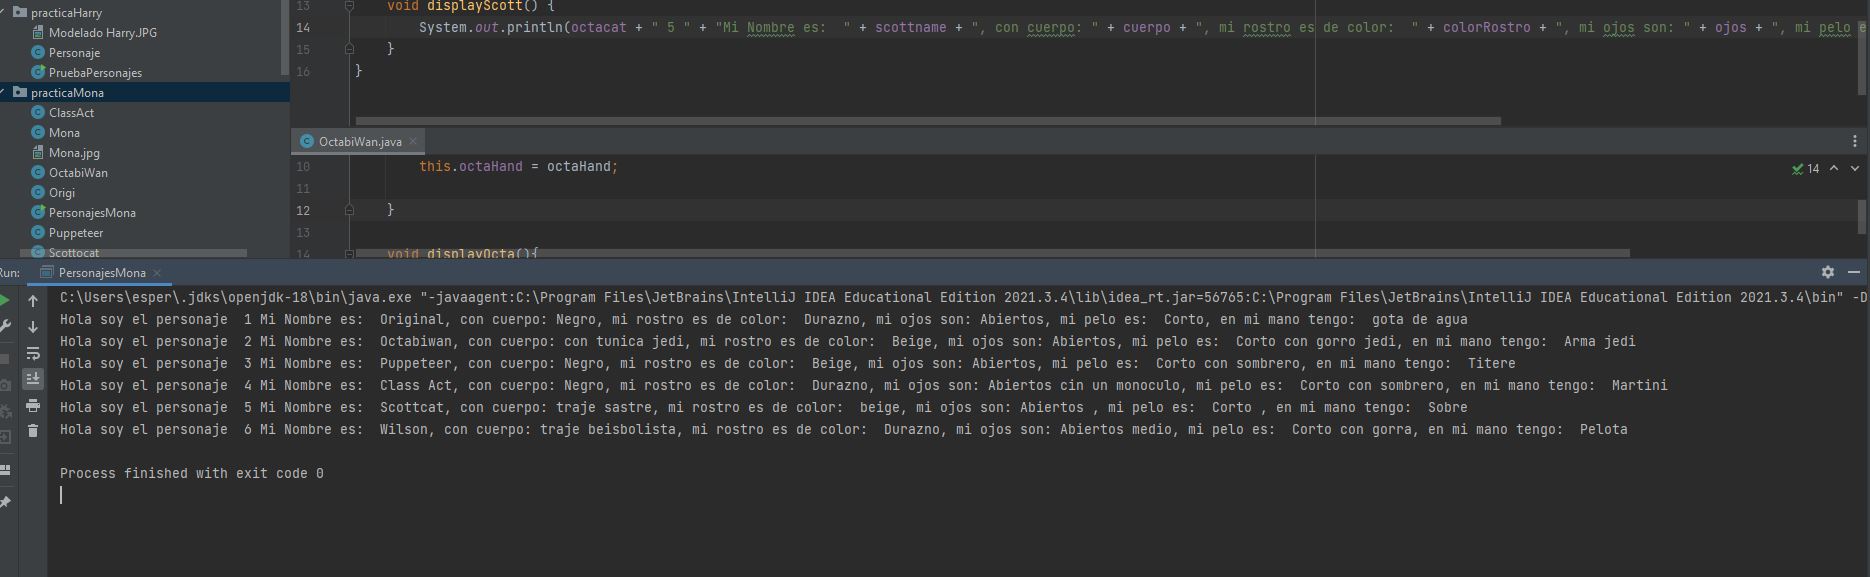 practicaHarry
Modelado Harry.JPG
Personaje
PruebaPersonajes
practicaMona
ClassAct
Mona
Mona.jpg
OctabiWan
Origi
PersonajesMona
Puppeteer
Scottocat
13 void displayScott() {
14 System.out.println(octacat + " 5 " + "Mi Nombre es:  " + scottname + ", con cuerpo: " + cuerpo + ", mi rostro es de color:  " + colorRostro + ", mi ojos son: " + ojos + ", mi pelo e
15 }
16 }
OctabiWan.java
10 this.octaHand = octaHand;
14
11
12 }
13
14 void displayOcta(){
Run: PersonajesMona
C:\Users\esper\.jdks\openjdk-18\bin\java.exe "-javaagent:C:\Program Files\JetBrains\IntelliJ IDEA Educational Edition 2021.3.4\lib\idea_rt.jar=56765:C:\Program Files\JetBrains\IntelliJ IDEA Educational Edition 2021.3.4\bin" -D
Hola soy el personaje  1 Mi Nombre es:  Original, con cuerpo: Negro, mi rostro es de color:  Durazno, mi ojos son: Abiertos, mi pelo es:  Corto, en mi mano tengo:  gota de agua
Hola soy el personaje  2 Mi Nombre es:  Octabiwan, con cuerpo: con tunica jedi, mi rostro es de color:  Beige, mi ojos son: Abiertos, mi pelo es:  Corto con gorro jedi, en mi mano tengo:  Arma jedi
Hola soy el personaje  3 Mi Nombre es:  Puppeteer, con cuerpo: Negro, mi rostro es de color:  Beige, mi ojos son: Abiertos, mi pelo es:  Corto con sombrero, en mi mano tengo:  Titere
Hola soy el personaje  4 Mi Nombre es:  Class Act, con cuerpo: Negro, mi rostro es de color:  Durazno, mi ojos son: Abiertos cin un monoculo, mi pelo es:  Corto con sombrero, en mi mano tengo:  Martini
Hola soy el personaje  5 Mi Nombre es:  Scottcat, con cuerpo: traje sastre, mi rostro es de color:  beige, mi ojos son: Abiertos , mi pelo es:  Corto , en mi mano tengo:  Sobre
Hola soy el personaje  6 Mi Nombre es:  Wilson, con cuerpo: traje beisbolista, mi rostro es de color:  Durazno, mi ojos son: Abiertos medio, mi pelo es:  Corto con gorra, en mi mano tengo:  Pelota
Process finished with exit code 0